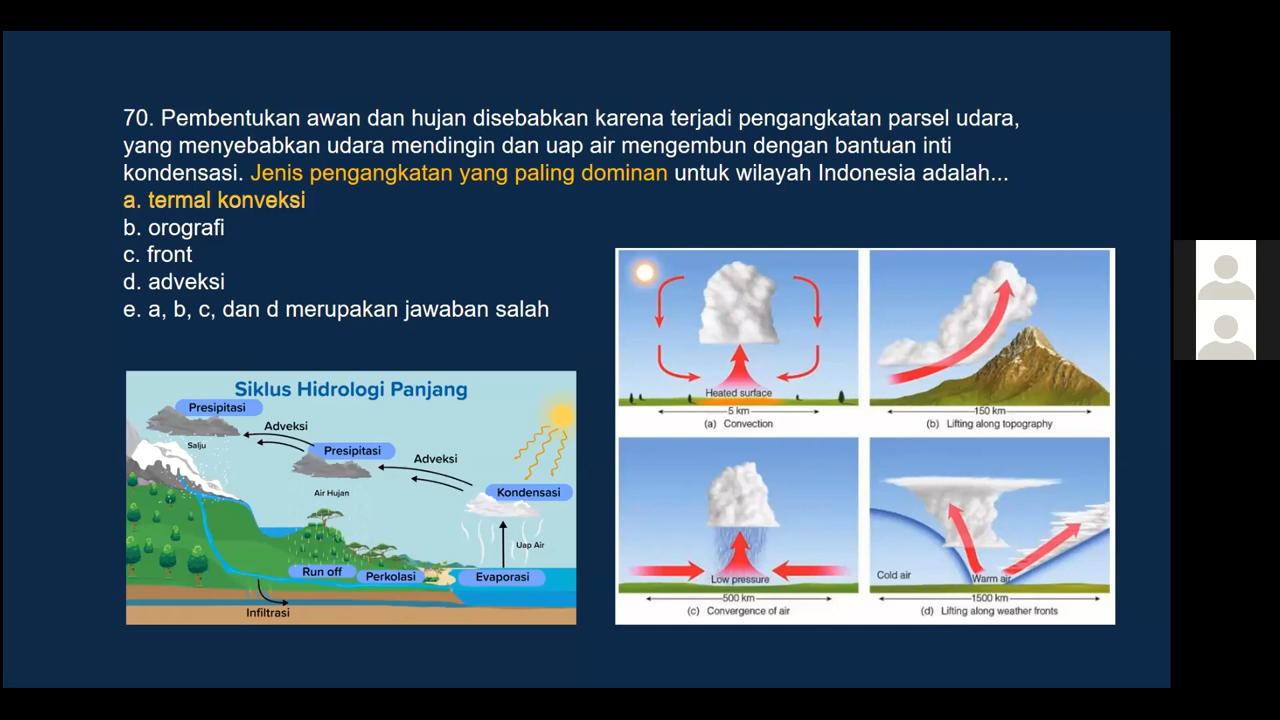 70. Pembentukan awan dan hujan disebabkan karena terjadi pengangkatan parsel udara,
yang menyebabkan udara mendingin dan uap air mengembun dengan bantuan inti
kondensasi. Jenis pengangkatan yang paling dominan untuk wilayah Indonesia adalah...
a. termal konveksi
b. orografi
c. front
d. adveksi
e. a, b, c, dan d merupakan jawaban salah
Siklus Hidrologi Panjang
Presipitasi
Adveksi
Salju
Presipitasi
Adveksi
Air Hujan
Kondensasi
Uap Air
Run off
Perkolasi
Evaporasi
Infiltrasi
Heated surface
5 km
(a) Convection
150 km
(b) Lifting along topography
Low pressure
500 km
(c) Convergence of air
Cold air
Warm air
1500 km
(d) Lifting along weather fronts